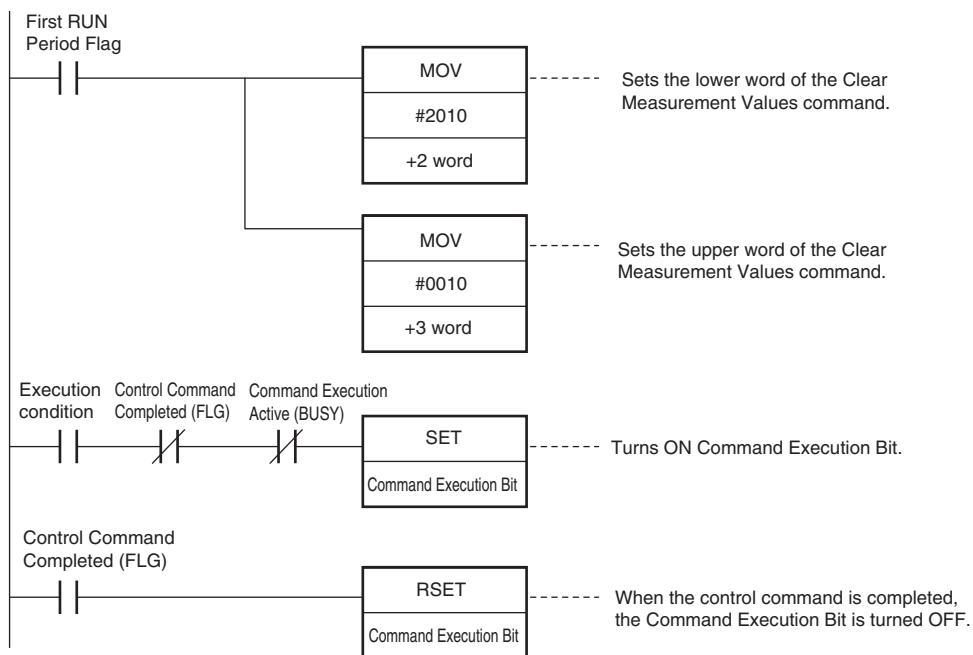 First RUN
Period Flag
MOV
#2010
+2 word
Sets the lower word of the Clear
Measurement Values command.
MOV
#0010
+3 word
Sets the upper word of the Clear
Measurement Values command.
Execution
condition
Control Command
Completed (FLG)
Command Execution
Active (BUSY)
SET
Command Execution Bit
Turns ON Command Execution Bit.
Control Command
Completed (FLG)
RSET
Command Execution Bit
When the control command is completed,
the Command Execution Bit is turned OFF.